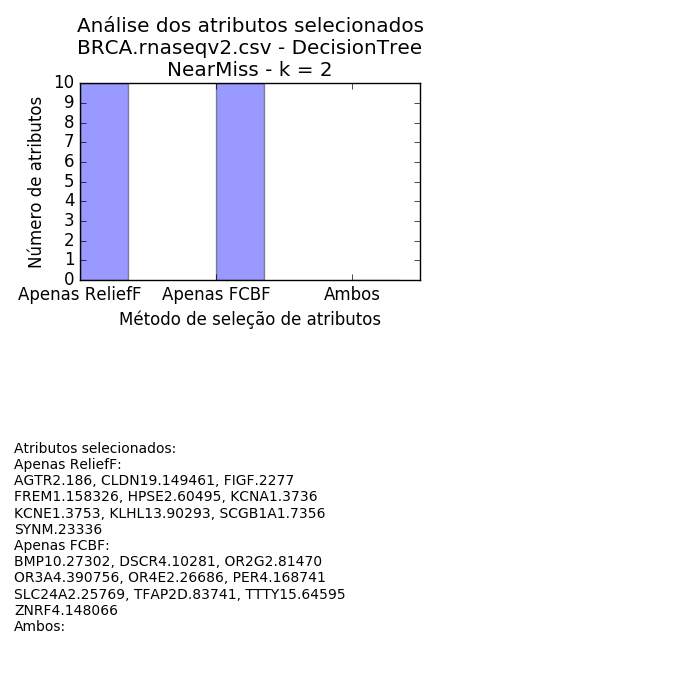 Análise dos atributos selecionados
BRCA.rnaseqv2.csv - DecisionTree
NearMiss - k = 2
10
9
8
7
6
5
4
3
2
1
0
Número de atributos
Apenas ReliefF
Apenas FCBF
Ambos
Método de seleção de atributos
Atributos selecionados:
Apenas ReliefF:
AGTR2.186, CLDN19.149461, FIGF.2277
FREM1.158326, HPSE2.60495, KCNA1.3736
KCNE1.3753, KLHL13.90293, SCGB1A1.7356
SYNM.23336
Apenas FCBF:
BMP10.27302, DSCR4.10281, OR2G2.81470
OR3A4.390756, OR4E2.26686, PER4.168741
SLC24A2.25769, TFAP2D.83741, TTTY15.64595
ZNRF4.148066
Ambos: